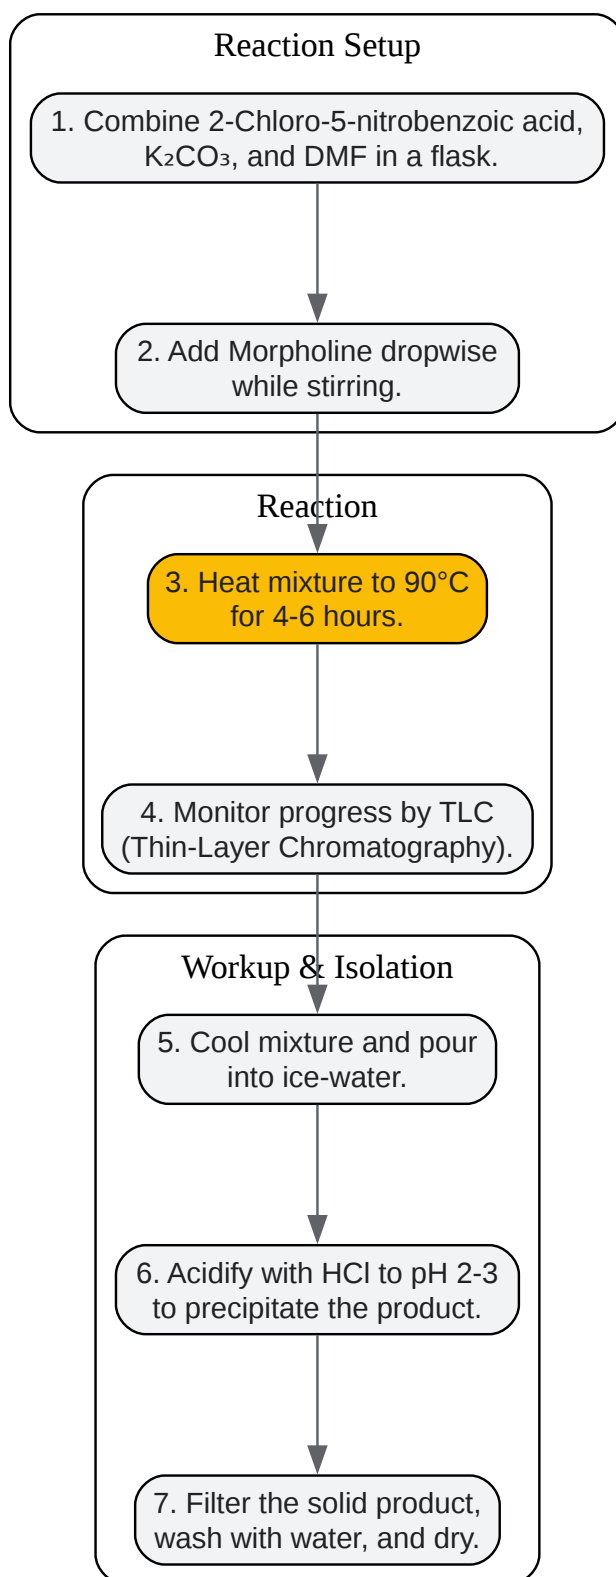 Reaction Setup
1. Combine 2-Chloro-5-nitrobenzoic acid,
K₂CO₃, and DMF in a flask.
2. Add Morpholine dropwise
while stirring.
Reaction
3. Heat mixture to 90°C
for 4-6 hours.
4. Monitor progress by TLC
(Thin-Layer Chromatography).
Workup & Isolation
5. Cool mixture and pour
into ice-water.
6. Acidify with HCl to pH 2-3
to precipitate the product.
7. Filter the solid product,
wash with water, and dry.